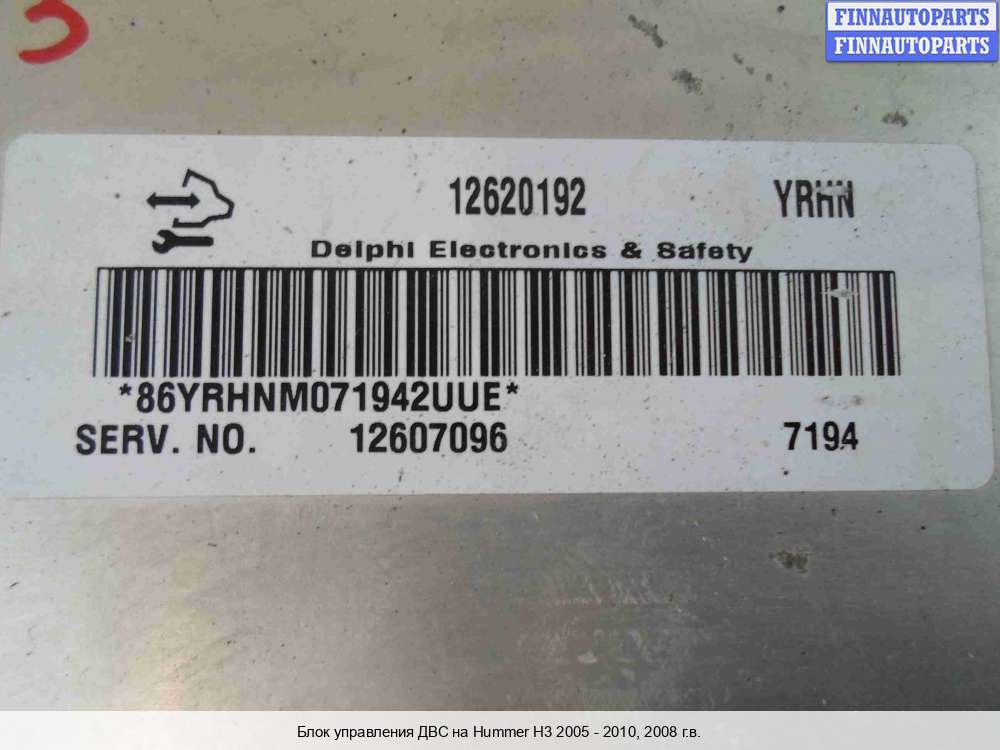 FINNAUTOPARTS
FINNAUTOPARTS
12620192 YRHN
Delphi Electronics & Safety
*86YRHNM071942UUE*
SERV. NO. 12607096 7194
Блок управления ДВС на Hummer H3 2005 - 2010, 2008 г.в.